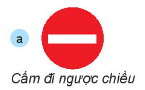 a
Cấm đi ngược chiều